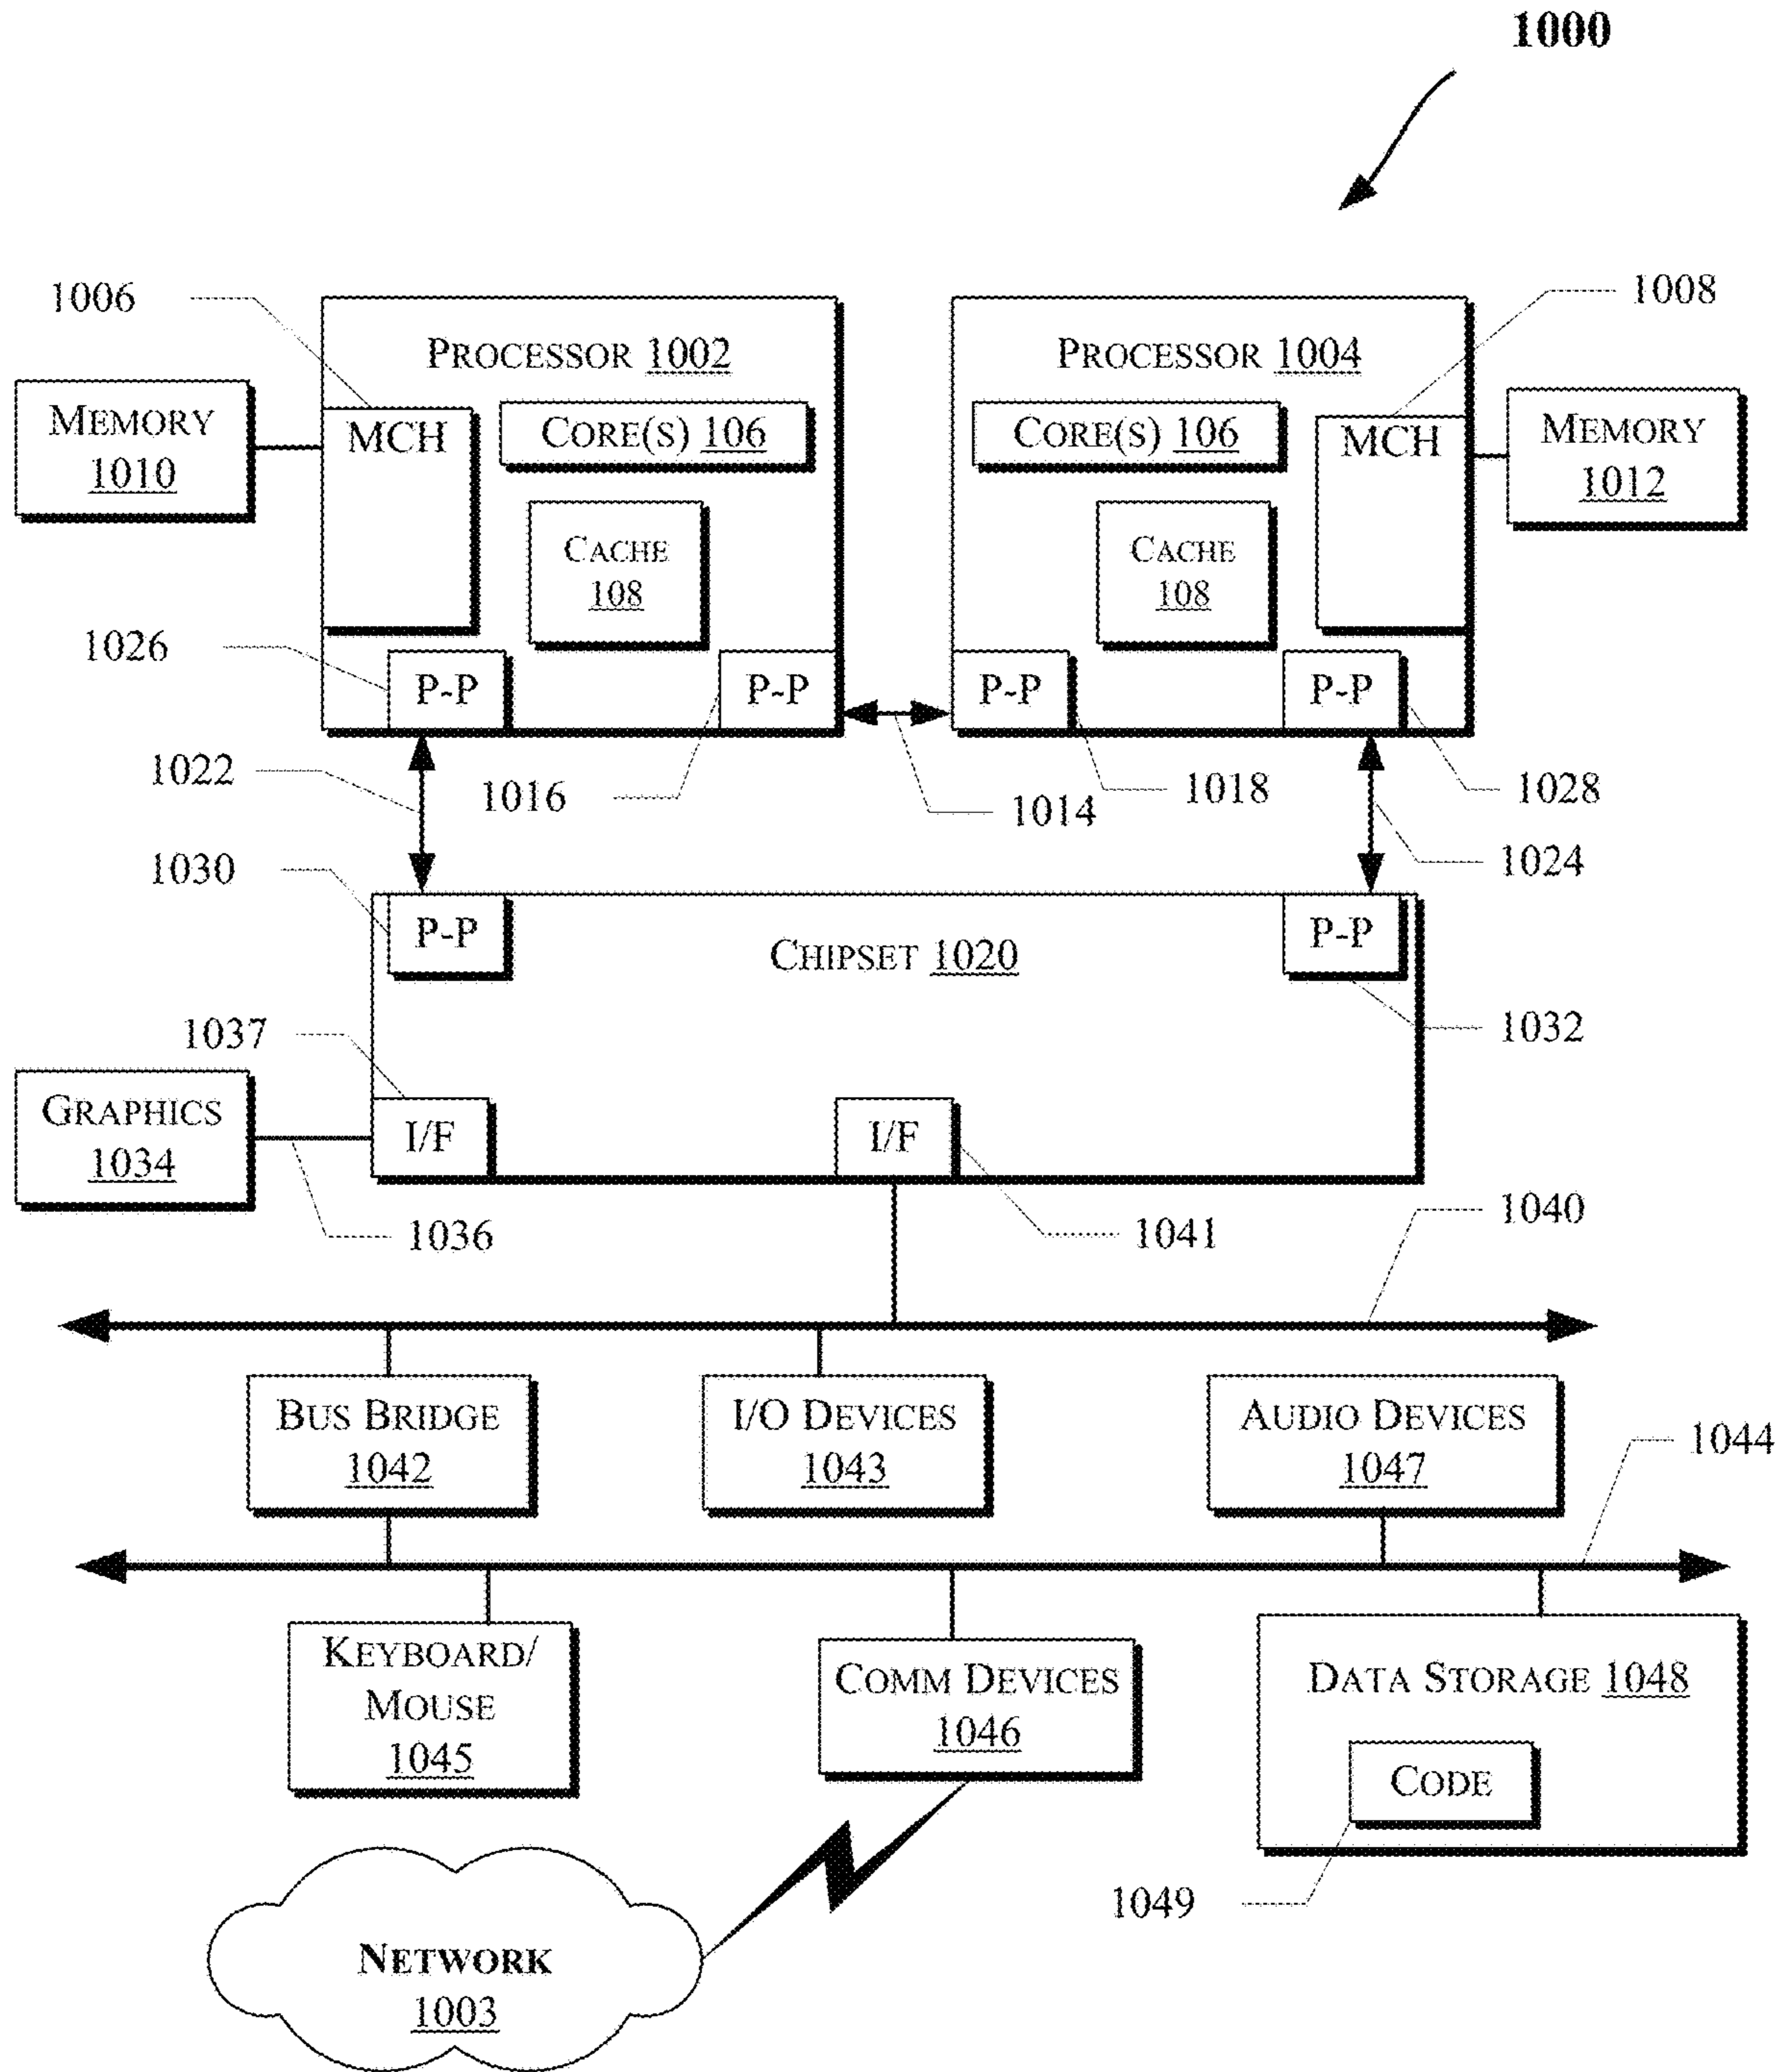 1000
1006
1008
PROCESSOR 1002
PROCESSOR 1004
MEMORY
1010
MCH
CORE(S) 106
CORE(S) 106
MCH
MEMORY
1012
CACHE
108
CACHE
108
1026
P-P
P-P
P-P
P-P
1022
1016
1014
1018
1028
1024
1030
P-P
CHIPSET 1020
P-P
1037
1032
GRAPHICS
1034
I/F
I/F
1036
1041
1040
BUS BRIDGE
1042
I/O DEVICES
1043
AUDIO DEVICES
1047
1044
KEYBOARD/
MOUSE
1045
COMM DEVICES
1046
DATA STORAGE 1048
CODE
1049
NETWORK
1003